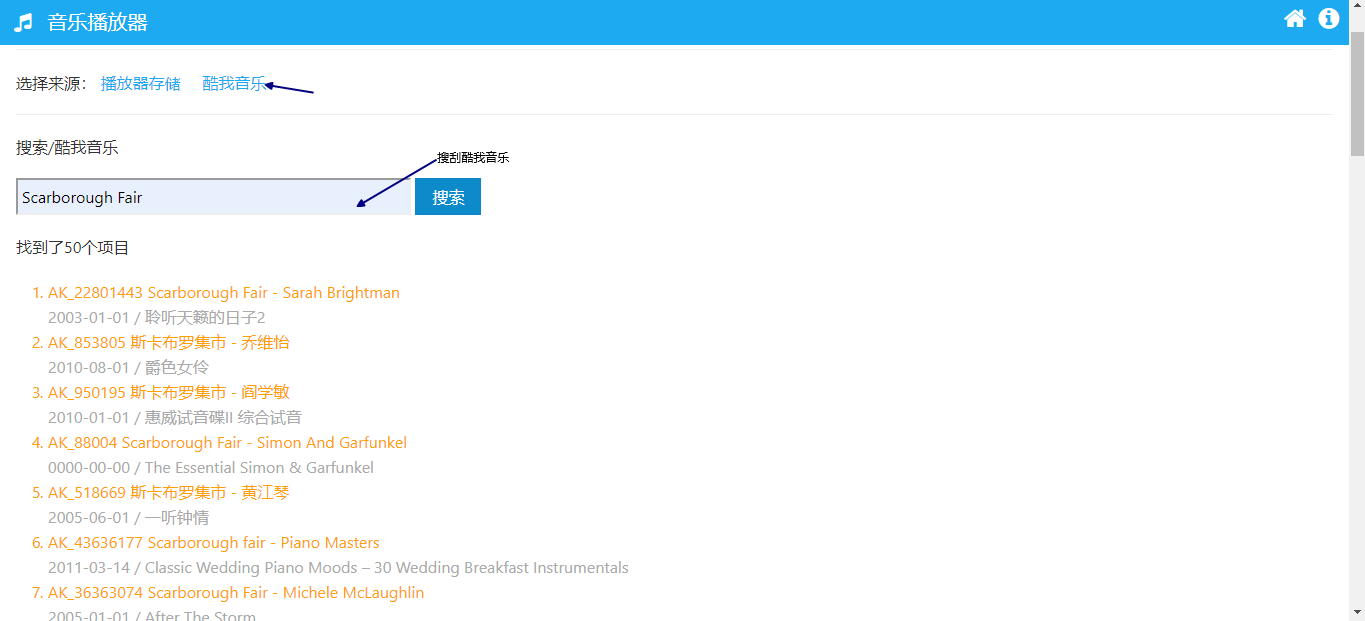 音乐播放器
选择来源： 播放器存储 酷我音乐
搜索/酷我音乐
搜刮酷我音乐
Scarborough Fair 搜索
找到了50个项目
1. AK_22801443 Scarborough Fair - Sarah Brightman
2003-01-01 / 聆听天籁的日子2
2. AK_853805 斯卡布罗集市 - 乔维怡
2010-08-01 / 爵色女伶
3. AK_950195 斯卡布罗集市 - 阎学敏
2010-01-01 / 惠威试音碟II 综合试音
4. AK_88004 Scarborough Fair - Simon And Garfunkel
0000-00-00 / The Essential Simon & Garfunkel
5. AK_518669 斯卡布罗集市 - 黄江琴
2005-06-01 / 一听钟情
6. AK_43636177 Scarborough fair - Piano Masters
2011-03-14 / Classic Wedding Piano Moods – 30 Wedding Breakfast Instrumentals
7. AK_36363074 Scarborough Fair - Michele McLaughlin
2005-01-01 / After The Storm